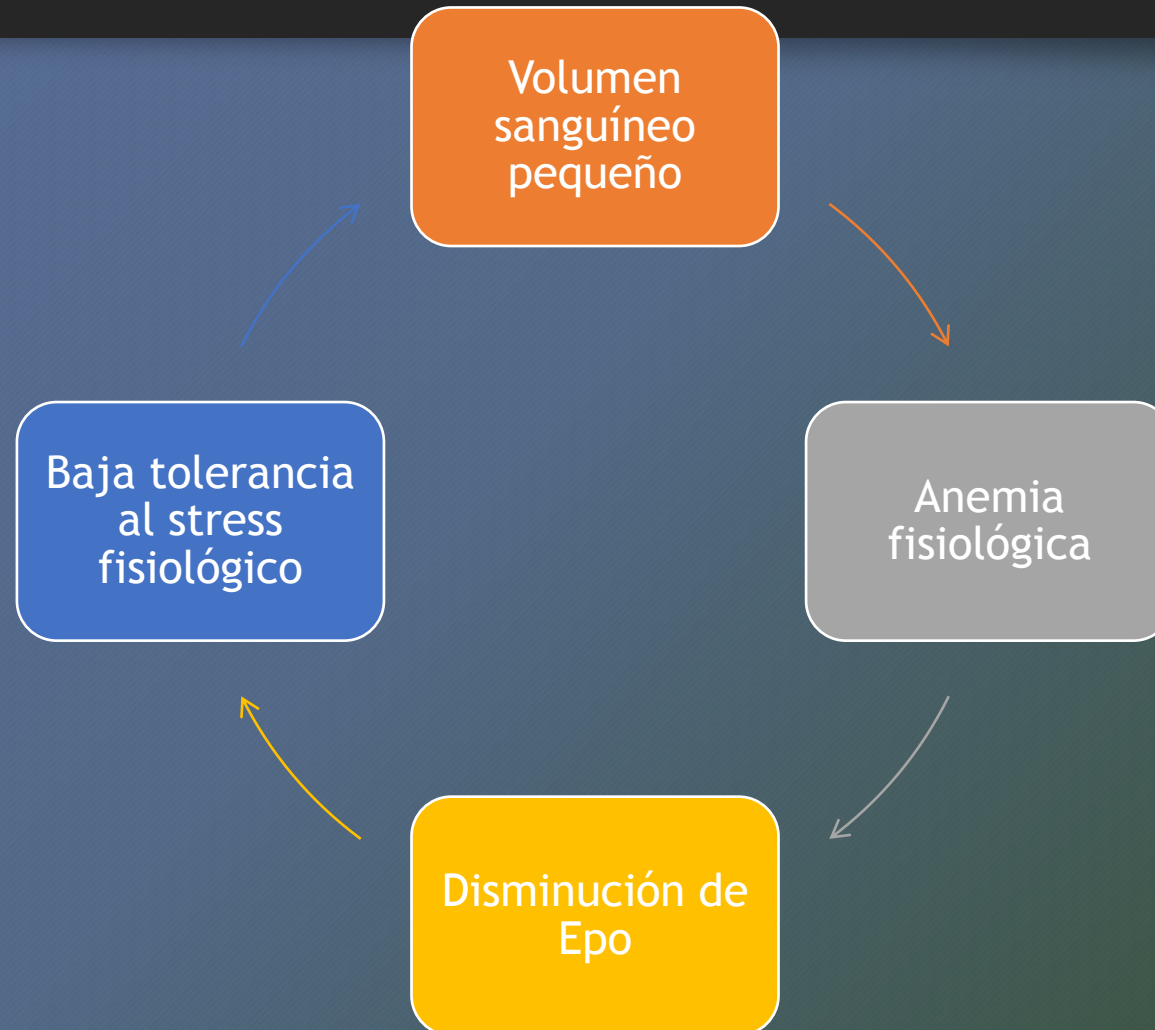 Volumen
sanguíneo
pequeño
Anemia
fisiológica
Disminución de
Epo
Baja tolerancia
al stress
fisiológico